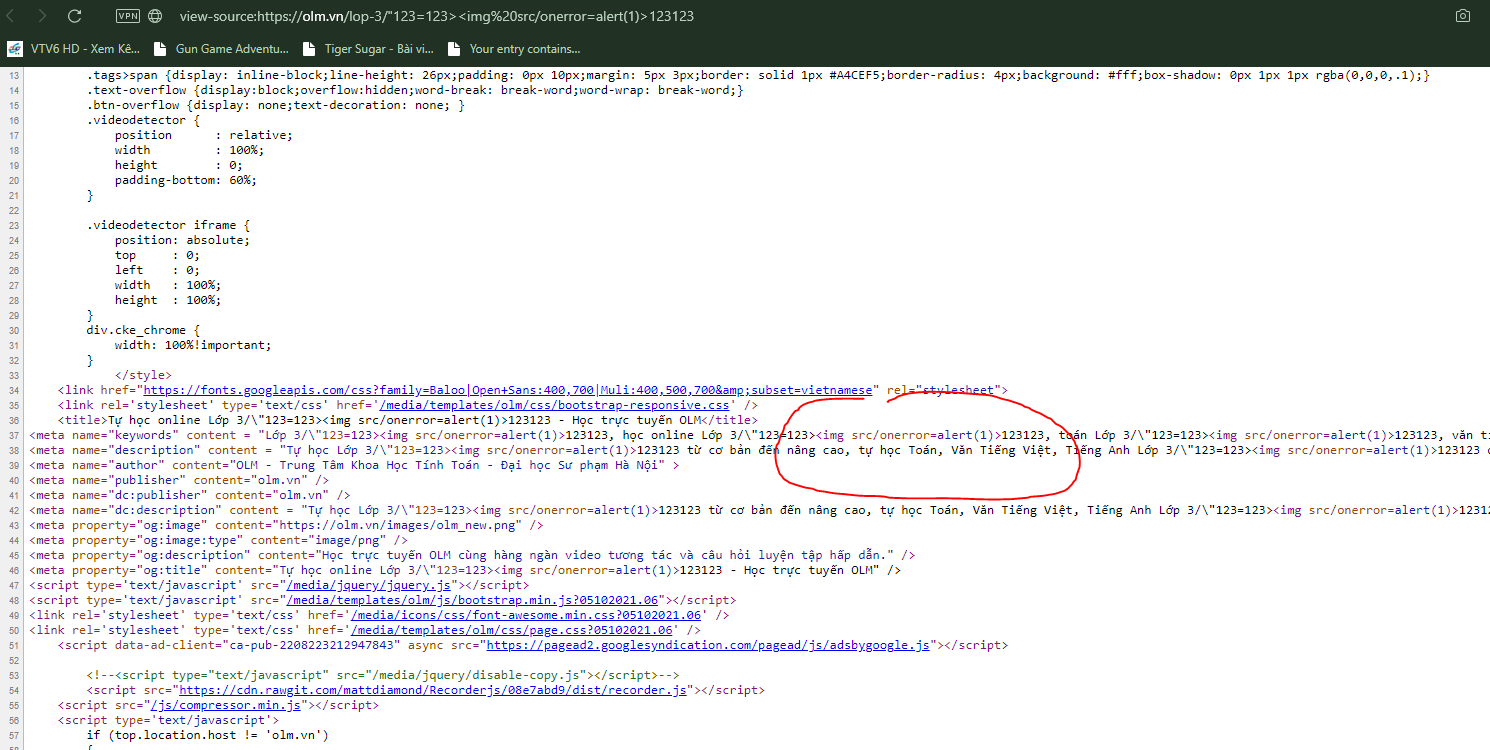 VPN view-source:https://olm.vn/lop-3/"123=123><img%20src/onerror=alert(1)>123123
VTV6 HD - Xem Kê... Gun Game Adventu... Tiger Sugar - Bài vi... Your entry contains...
13 .tags>span {display: inline-block;line-height: 26px;padding: 0px 10px;margin: 5px 3px;border: solid 1px #A4CEF5;border-radius: 4px;background: #fff;box-shadow: 0px 1px 1px rgba(0,0,0,.1);}
14 .text-overflow {display:block;overflow:hidden;word-break: break-word;word-wrap: break-word;}
15 .btn-overflow {display: none;text-decoration: none; }
16 .videodetector {
17 position : relative;
18 width : 100%;
19 height : 0;
20 padding-bottom: 60%;
21 }
22
23 .videodetector iframe {
24 position: absolute;
25 top : 0;
26 left : 0;
27 width : 100%;
28 height : 100%;
29 }
30 div.cke_chrome {
31 width: 100%!important;
32 }
33 </style>
34 <link href="https://fonts.googleapis.com/css?family=Baloo|Open+Sans:400,700|Muli:400,500,700&amp;subset=vietnamese" rel="stylesheet">
35 <link rel='stylesheet' type='text/css' href='/media/templates/olm/css/bootstrap-responsive.css' />
36 <title>Tự học online Lớp 3/\"123=123><img src/onerror=alert(1)>123123 - Học trực tuyến OLM</title>
37 <meta name="keywords" content = "Lớp 3/\"123=123><img src/onerror=alert(1)>123123, học online Lớp 3/\"123=123><img src/onerror=alert(1)>123123, toán Lớp 3/\"123=123><img src/onerror=alert(1)>123123, văn ti
38 <meta name="description" content = "Tự học Lớp 3/\"123=123><img src/onerror=alert(1)>123123 từ cơ bản đến nâng cao, tự học Toán, Văn Tiếng Việt, Tiếng Anh Lớp 3/\"123=123><img src/onerror=alert(1)>123123
39 <meta name="author" content="OLM - Trung Tâm Khoa Học Tính Toán - Đại học Sư phạm Hà Nội" >
40 <meta name="publisher" content="olm.vn" />
41 <meta name="dc:publisher" content="olm.vn" />
42 <meta name="dc:description" content = "Tự học Lớp 3/\"123=123><img src/onerror=alert(1)>123123 từ cơ bản đến nâng cao, tự học Toán, Văn Tiếng Việt, Tiếng Anh Lớp 3/\"123=123><img src/onerror=alert(1)>1231
43 <meta property="og:image" content="https://olm.vn/images/olm_new.png" />
44 <meta property="og:image:type" content="image/png" />
45 <meta property="og:description" content="Học trực tuyến OLM cùng hàng ngàn video tương tác và câu hỏi luyện tập hấp dẫn." />
46 <meta property="og:title" content="Tự học online Lớp 3/\"123=123><img src/onerror=alert(1)>123123 - Học trực tuyến OLM" />
47 <script type='text/javascript' src="/media/jquery/jquery.js"></script>
48 <script type='text/javascript' src="/media/templates/olm/js/bootstrap.min.js?05102021.06"></script>
49 <link rel='stylesheet' type='text/css' href='/media/icons/css/font-awesome.min.css?05102021.06' />
50 <link rel='stylesheet' type='text/css' href='/media/templates/olm/css/page.css?05102021.06' />
51 <script data-ad-client="ca-pub-2208223212947843" async src="https://pagead2.googlesyndication.com/pagead/js/adsbygoogle.js"></script>
52
53 <!--<script type="text/javascript" src="/media/jquery/disable-copy.js"></script>-->
54 <script src="https://cdn.rawgit.com/mattdiamond/Recorderjs/08e7abd9/dist/recorder.js"></script>
55 <script src="/js/compressor.min.js"></script>
56 <script type='text/javascript'>
57 if (top.location.host != 'olm.vn')
{